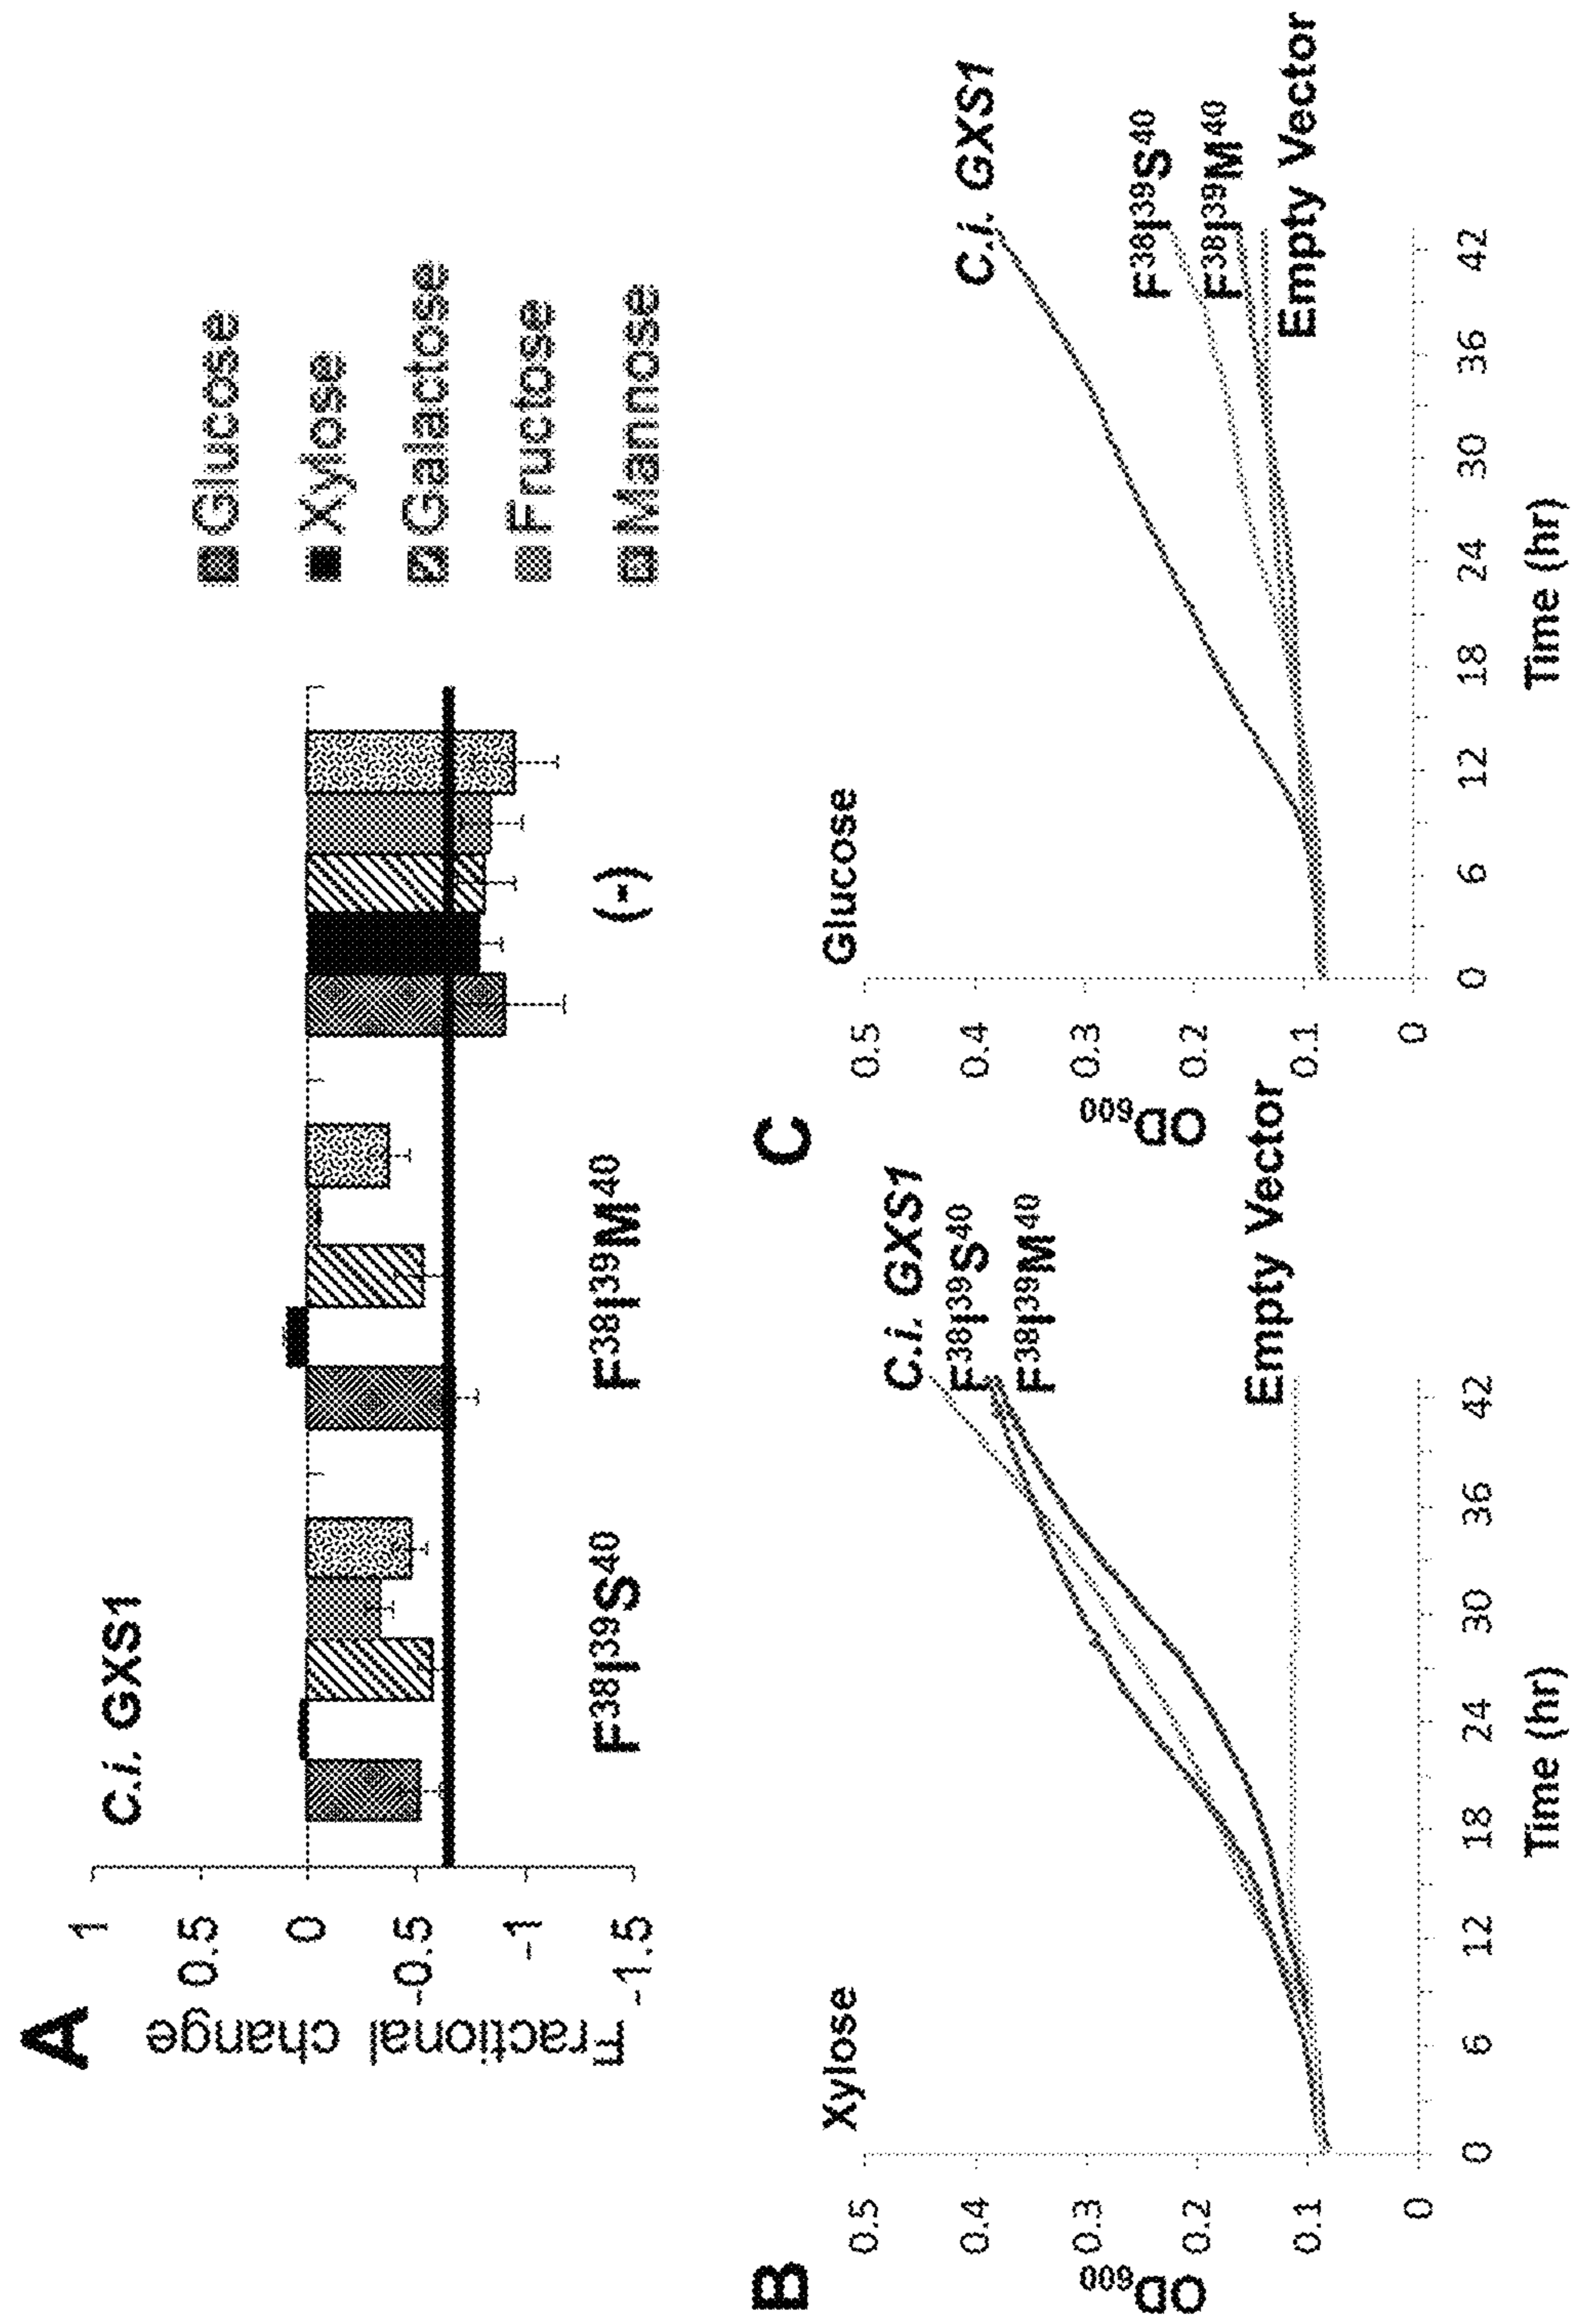 A
C.i. GXS1
Fractional change
1
0.5
0
-0.5
-1
-1.5
F³⁸I³⁹S⁴⁰
F³⁸I³⁹M⁴⁰
(-)
Glucose
Xylose
Galactose
Fructose
Mannose
B
Xylose
OD₆₀₀
0.5
0.4
0.3
0.2
0.1
0
0 6 12 18 24 30 36 42
Time (hr)
C.i. GXS1
F³⁸I³⁹S⁴⁰
F³⁸I³⁹M⁴⁰
Empty Vector
C
Glucose
OD₆₀₀
0.5
0.4
0.3
0.2
0.1
0
0 6 12 18 24 30 36 42
Time (hr)
C.i. GXS1
F³⁸I³⁹S⁴⁰
F³⁸I³⁹M⁴⁰
Empty Vector